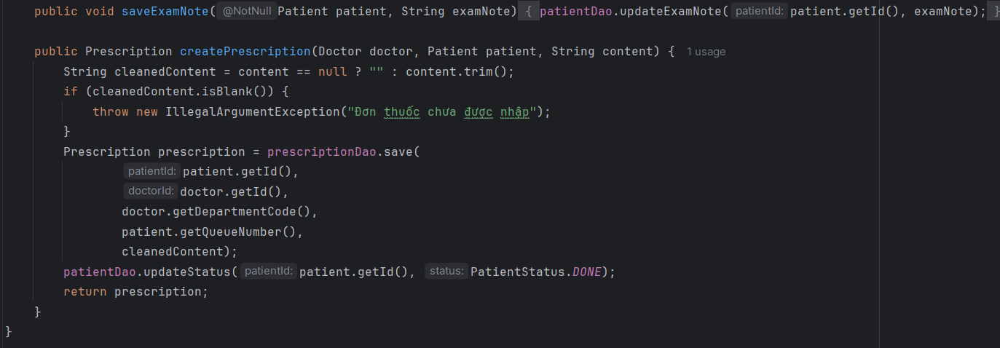 public void saveExamNote( @NotNull Patient patient, String examNote) { patientDao.updateExamNote( patientId: patient.getId(), examNote); }
public Prescription createPrescription(Doctor doctor, Patient patient, String content) { 1 usage
String cleanedContent = content == null ? "" : content.trim();
if (cleanedContent.isBlank()) {
throw new IllegalArgumentException("Đơn thuốc chưa được nhập");
}
Prescription prescription = prescriptionDao.save(
patientId: patient.getId(),
doctorId: doctor.getId(),
doctor.getDepartmentCode(),
patient.getQueueNumber(),
cleanedContent);
patientDao.updateStatus( patientId: patient.getId(), status: PatientStatus.DONE);
return prescription;
}
}